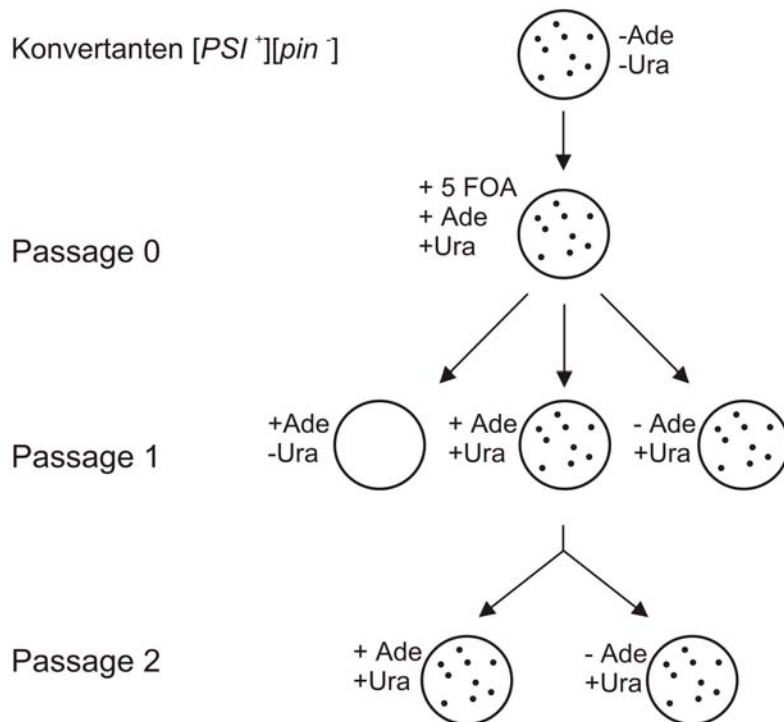 Konvertanten [PSI +][pin -]
-Ade
-Ura
+ 5 FOA
+ Ade
+Ura
Passage 0
Passage 1
+Ade
-Ura
+ Ade
+Ura
- Ade
+Ura
Passage 2
+ Ade
+Ura
- Ade
+Ura